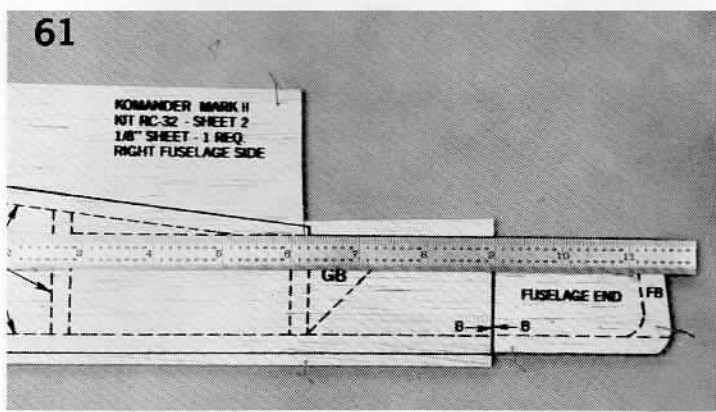 61
KOMANDER MARK II
KIT RC-32 - SHEET 2
1/8" SHEET - 1 REQ.
RIGHT FUSELAGE SIDE
2 3 4 5 6 7 8 9 10 11
GB
FUSELAGE END
FB
B B